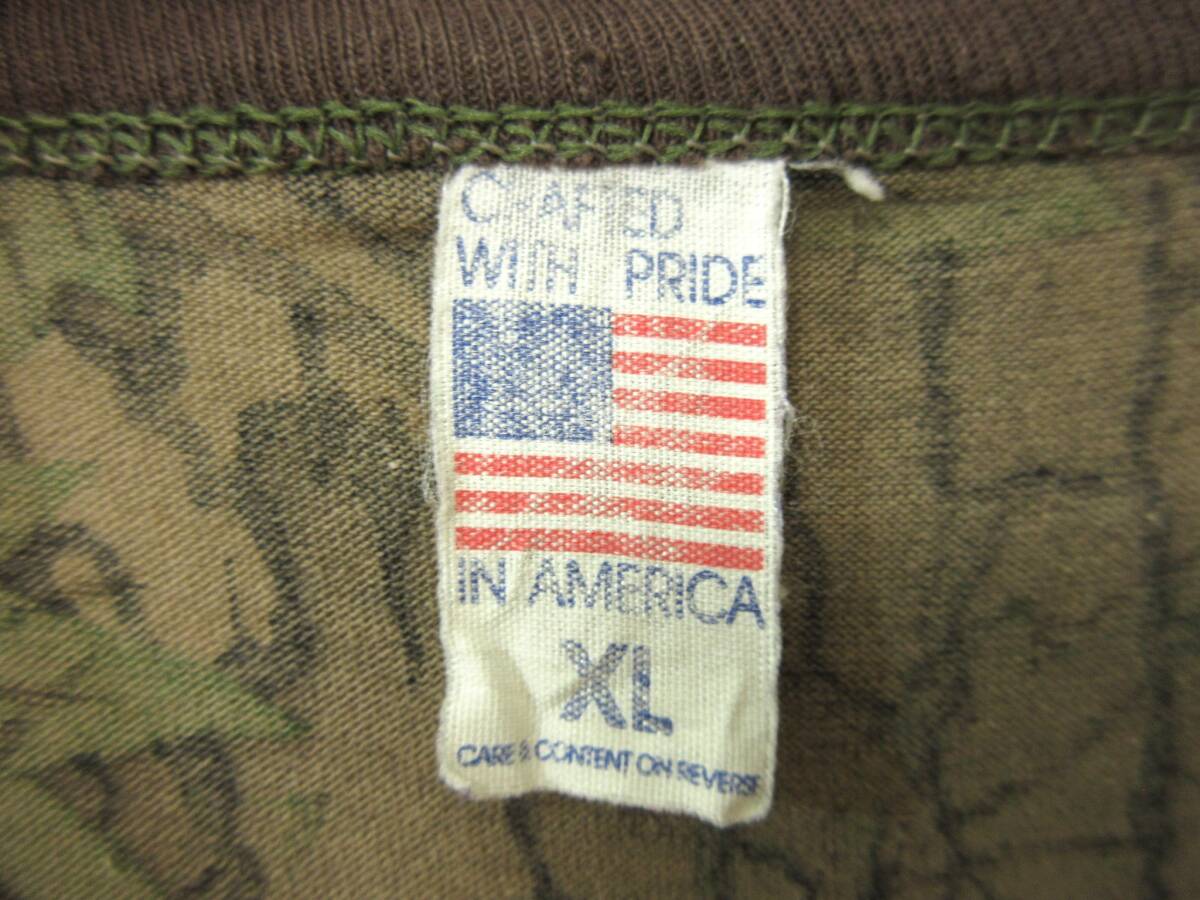 CRAFTED
WITH PRIDE
IN AMERICA
XL
CARE & CONTENT ON REVERSE